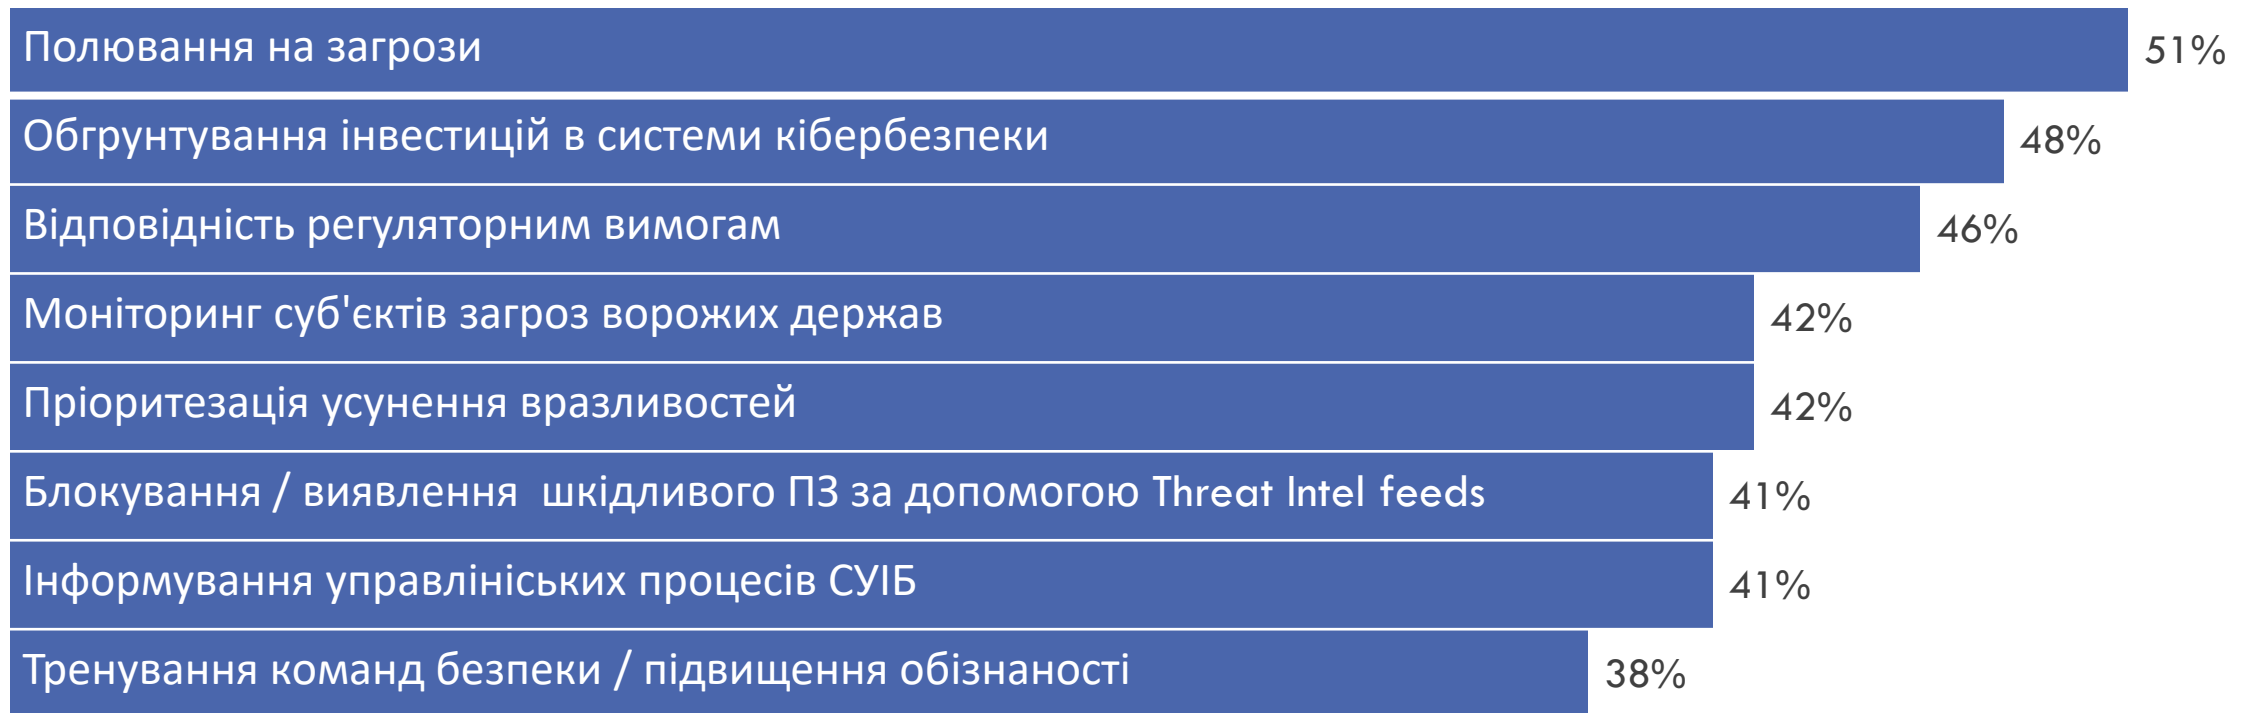 Полювання на загрози 51%
Обгрунтування інвестицій в системи кібербезпеки 48%
Відповідність регуляторним вимогам 46%
Моніторинг суб'єктів загроз ворожих держав 42%
Пріоритезація усунення вразливостей 42%
Блокування / виявлення шкідливого ПЗ за допомогою Threat Intel feeds 41%
Інформування управлініських процесів СУІБ 41%
Тренування команд безпеки / підвищення обізнаності 38%